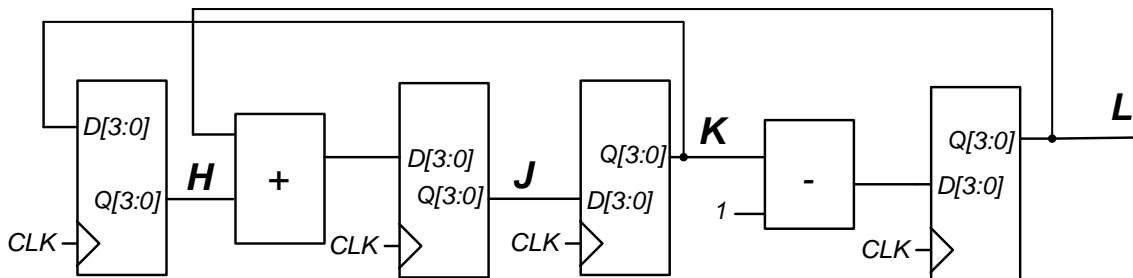 D[3:0]
Q[3:0]
CLK
H
+
D[3:0]
Q[3:0]
CLK
J
Q[3:0]
D[3:0]
CLK
K
1
-
Q[3:0]
D[3:0]
CLK
L